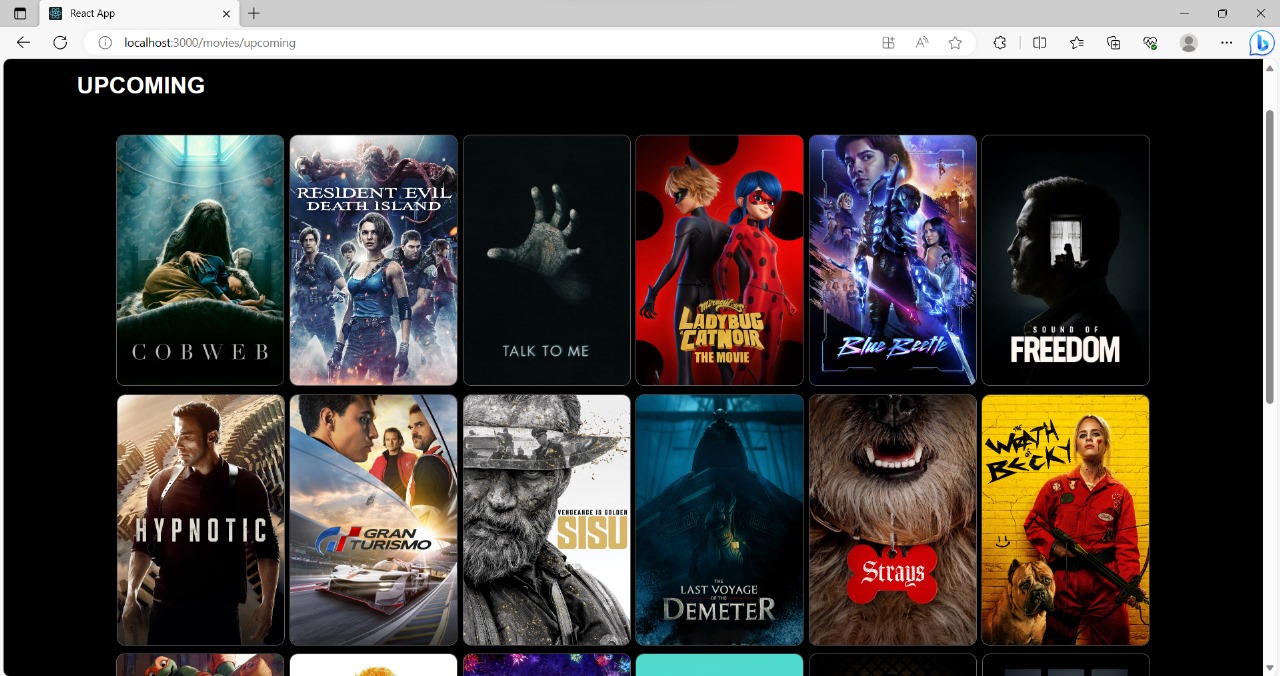 React App
localhost:3000/movies/upcoming
UPCOMING
COBWEB
RESIDENT EVIL
DEATH ISLAND
TALK TO ME
Miraculous
LADYBUG
CATNOIR
THE MOVIE
Blue Beetle
SOUND OF
FREEDOM
HYPNOTIC
GRAN
TURISMO
VENGEANCE IS GOLDEN
SISU
THE
LAST VOYAGE
OF THE
DEMETER
Strays
THE
WRATH
OF
BECKY